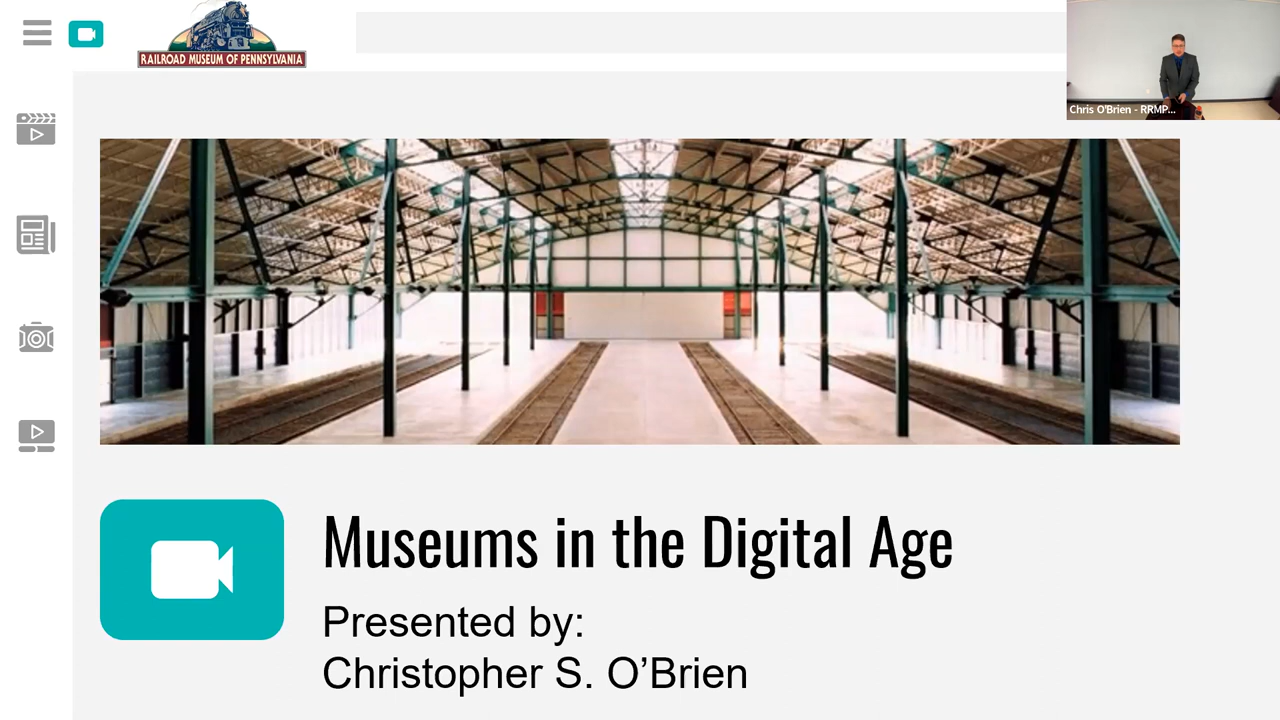 RAILROAD MUSEUM OF PENNSYLVANIA
Chris O'Brien - RRMP...
Museums in the Digital Age
Presented by:
Christopher S. O’Brien